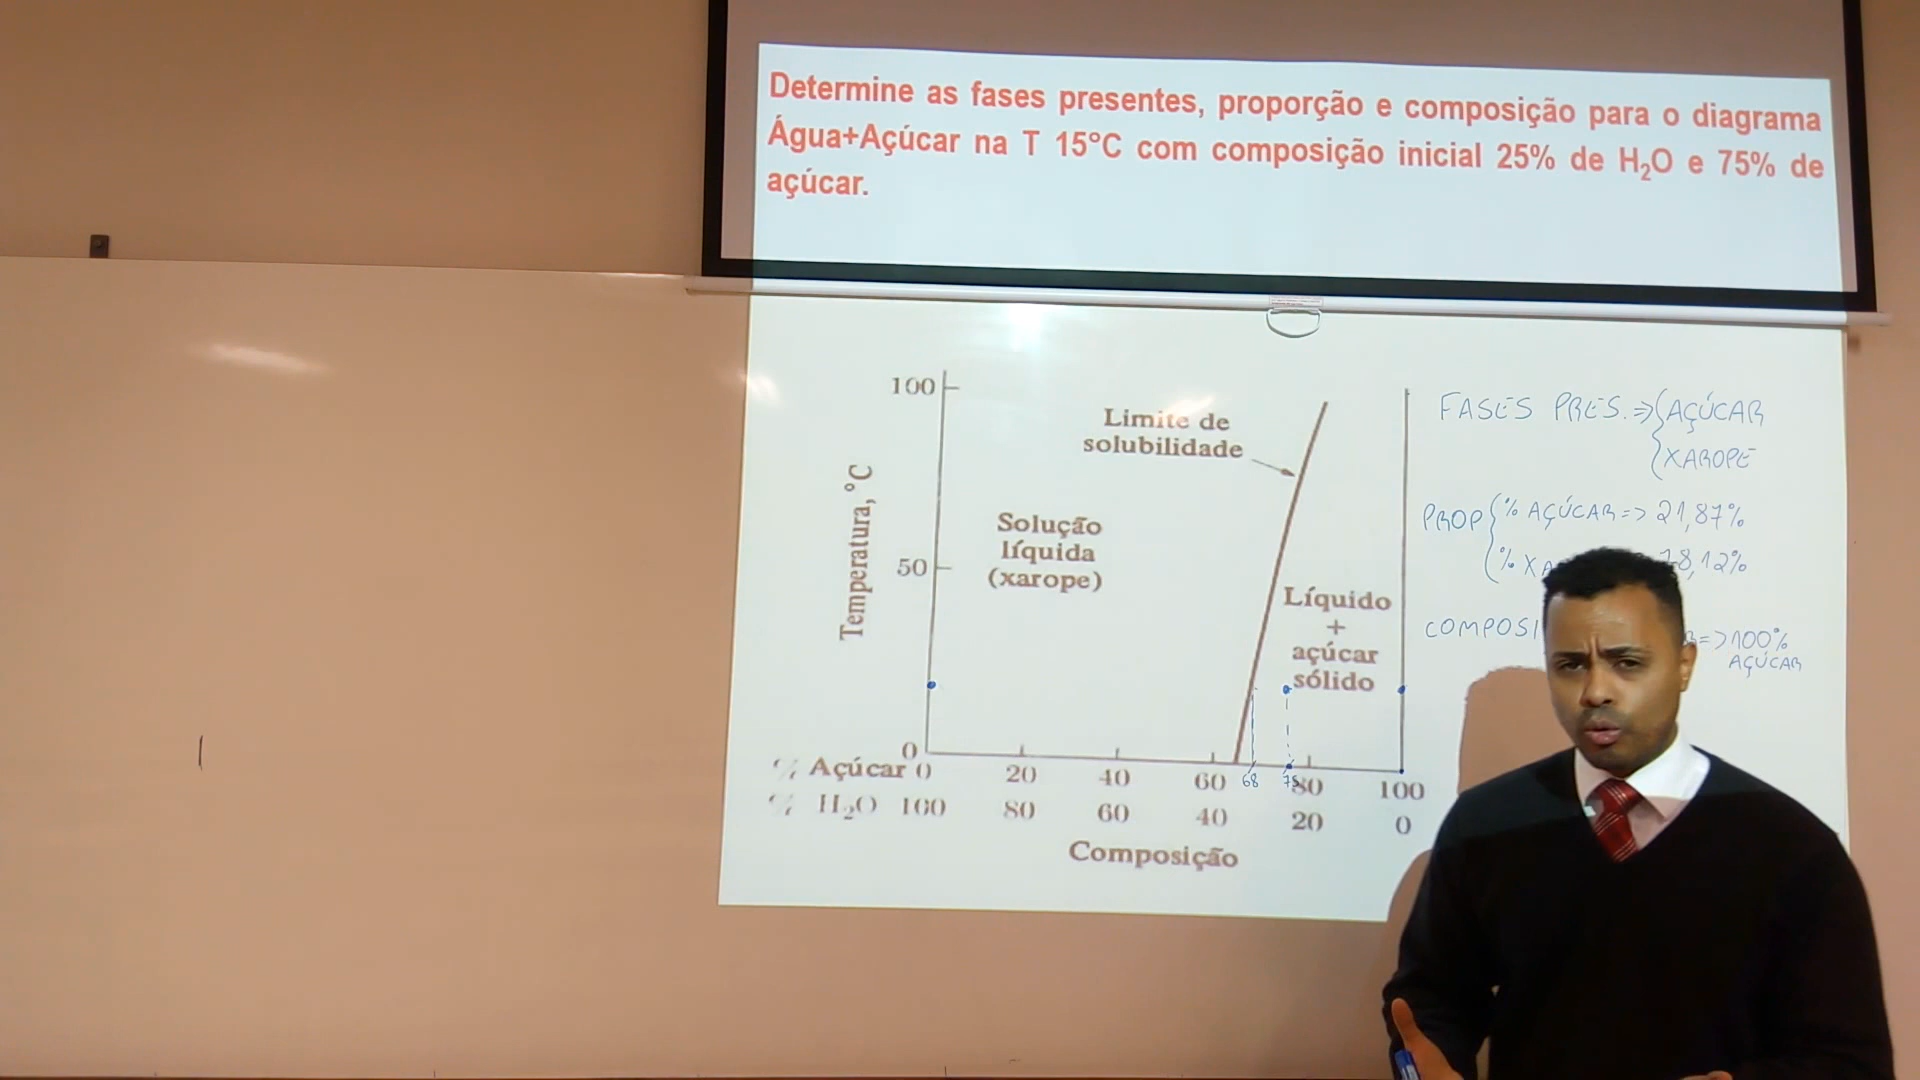 Determine as fases presentes, proporção e composição para o diagrama
Água+Açúcar na T 15°C com composição inicial 25% de H₂O e 75% de
açúcar.
100
50
0
Temperatura, °C
Limite de
solubilidade
Solução
líquida
(xarope)
Líquido
+
açúcar
sólido
% Açúcar 0 20 40 60 68 75 80 100
% H₂O 100 80 60 40 20 0
Composição
FASES PRES. => AÇÚCAR
XAROPE
PROP % AÇÚCAR => 21,87%
% XA 78,12%
COMPOSI => 100%
AÇÚCAR